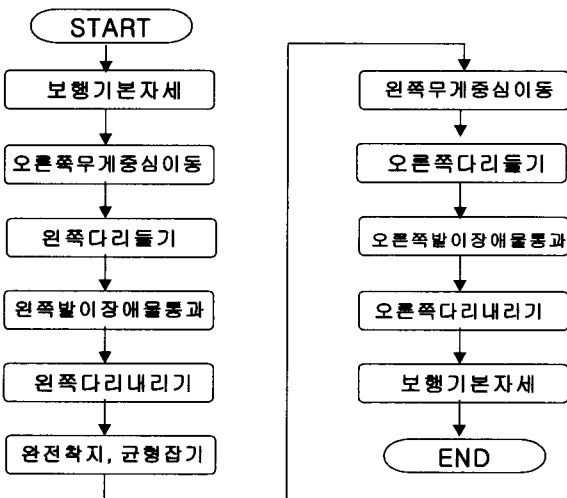 START
보행기본자세
오른쪽무게중심이동
왼쪽다리들기
왼쪽발이장애물통과
왼쪽다리내리기
완전착지, 균형잡기
왼쪽무게중심이동
오른쪽다리들기
오른쪽발이장애물통과
오른쪽다리내리기
보행기본자세
END